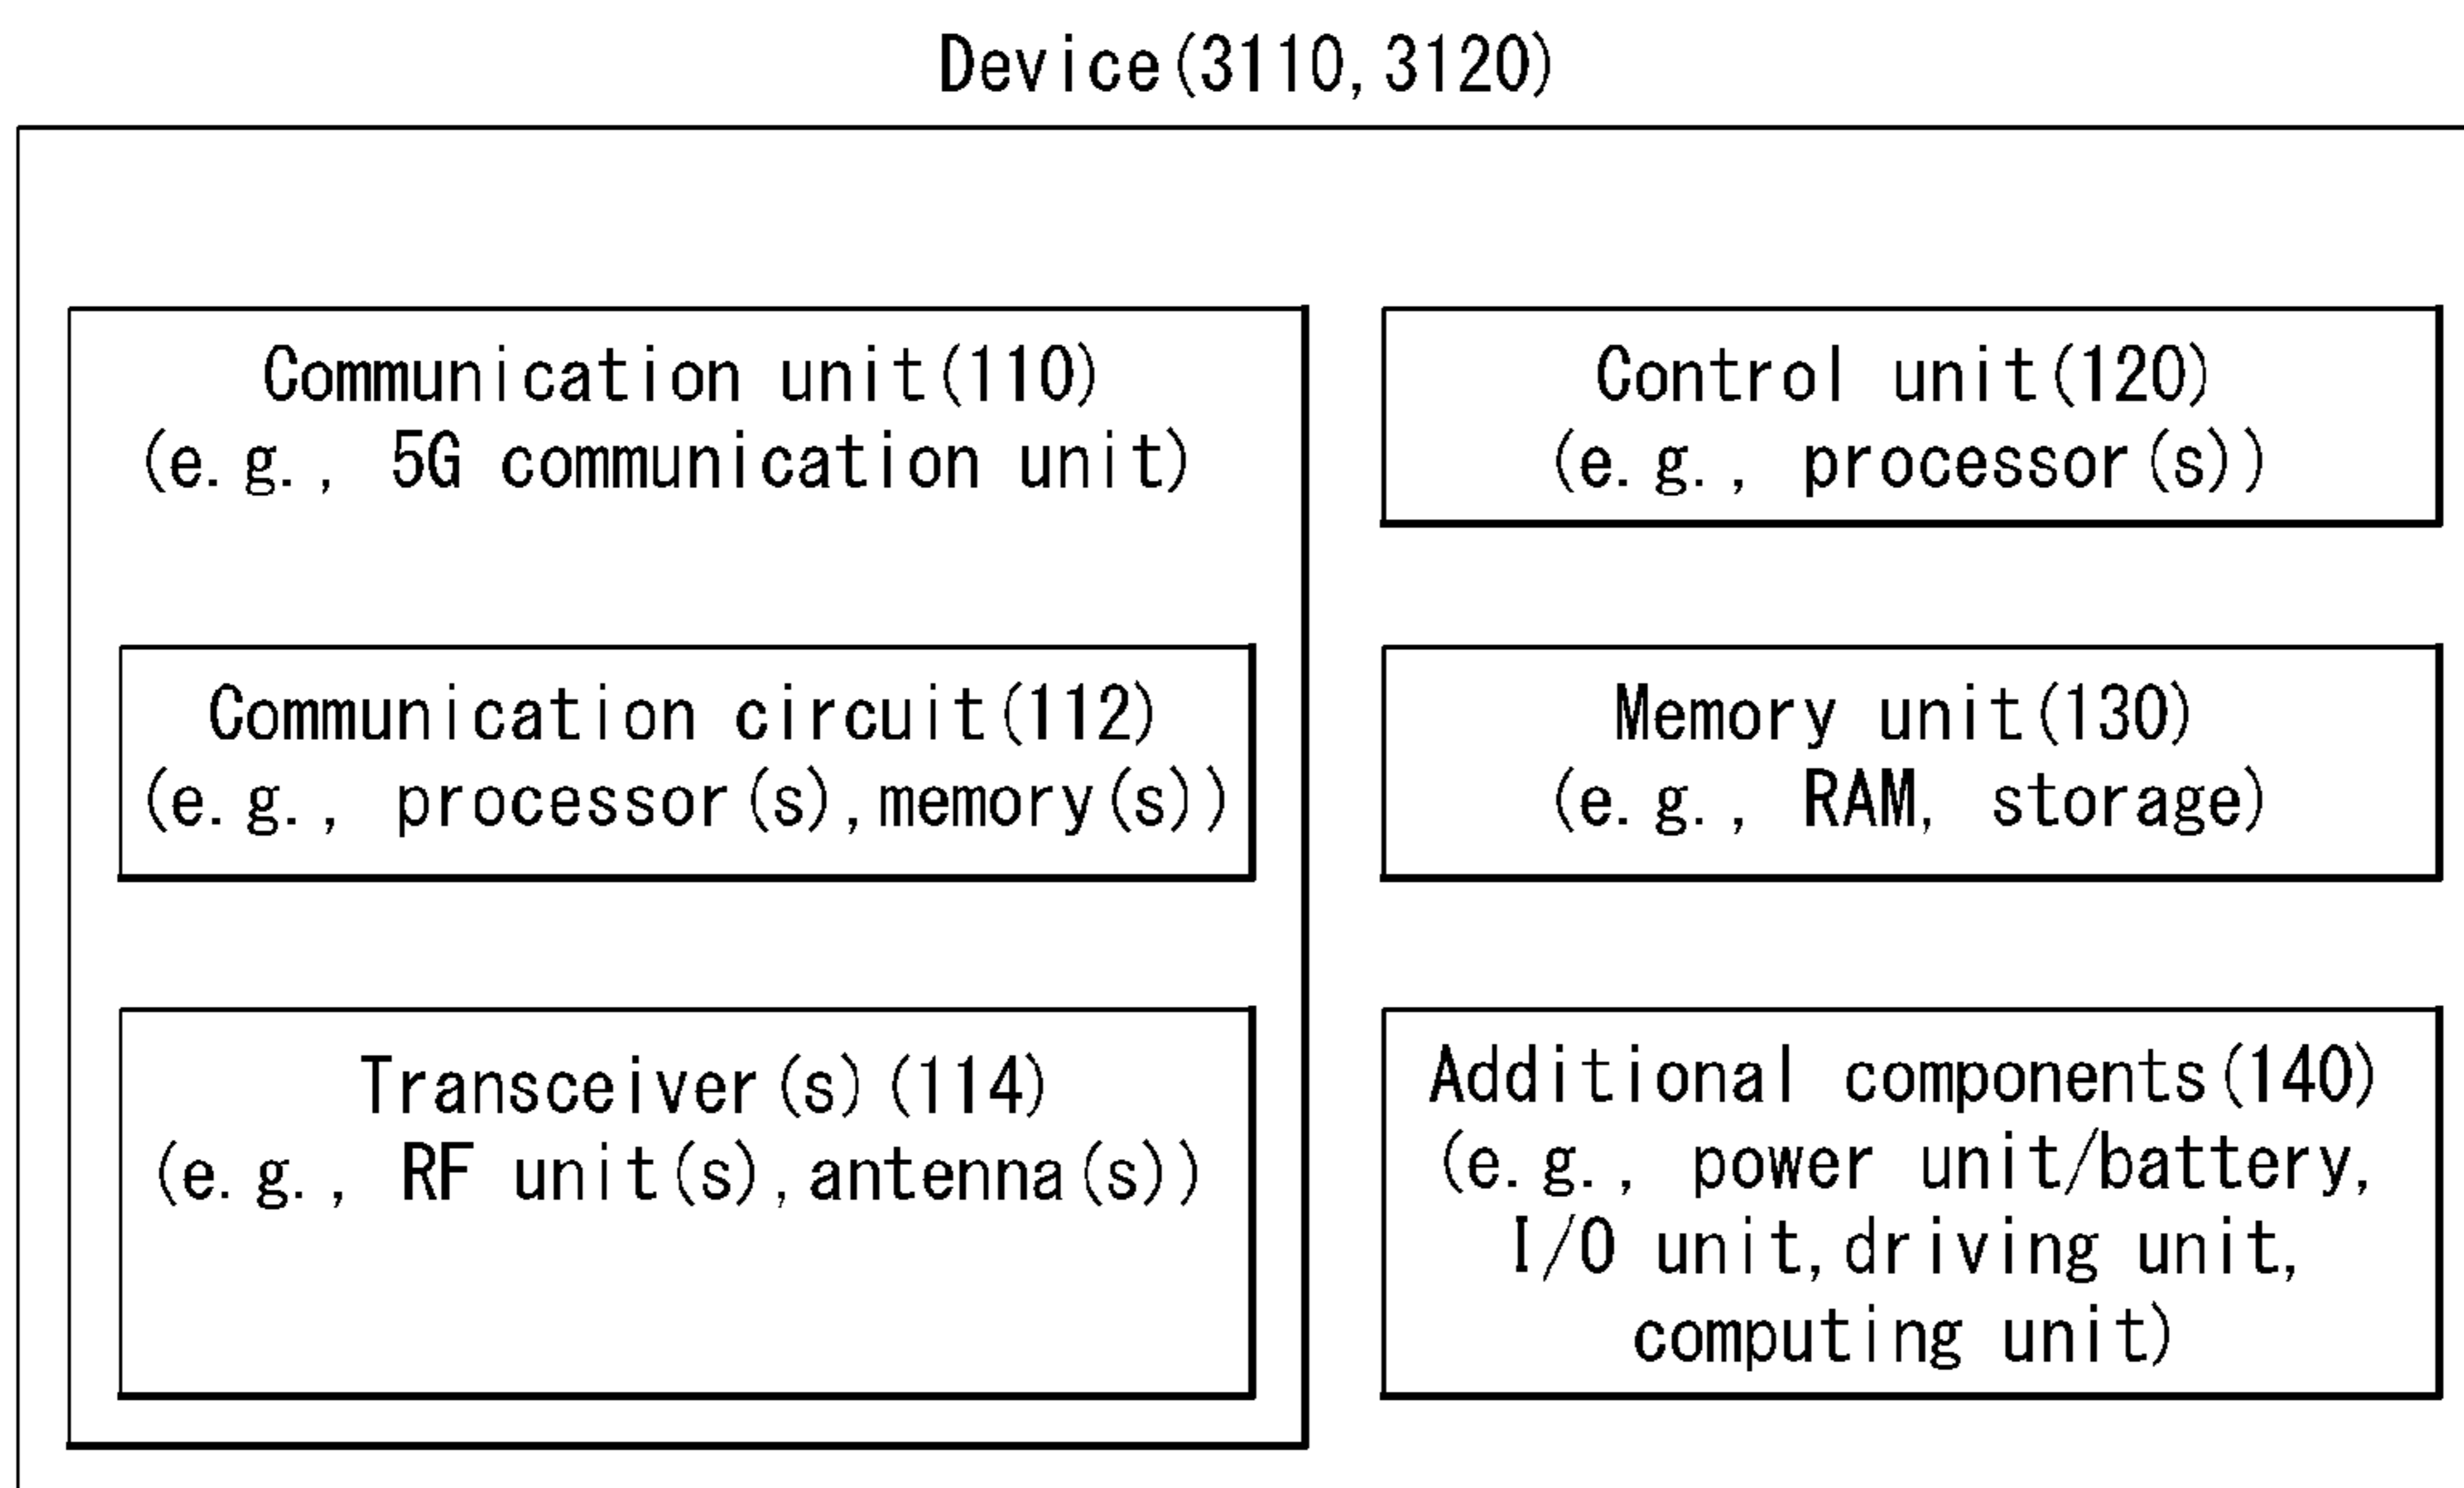 Device(3110,3120)
Communication unit(110)
(e.g., 5G communication unit)
Communication circuit(112)
(e.g., processor(s),memory(s))
Transceiver(s)(114)
(e.g., RF unit(s),antenna(s))
Control unit(120)
(e.g., processor(s))
Memory unit(130)
(e.g., RAM, storage)
Additional components(140)
(e.g., power unit/battery,
I/O unit,driving unit,
computing unit)